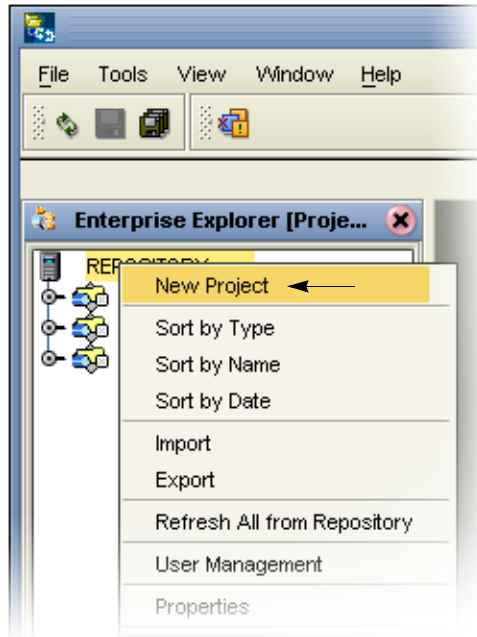 File Tools View Window Help
Enterprise Explorer [Proje...
REPOSITORY
New Project
Sort by Type
Sort by Name
Sort by Date
Import
Export
Refresh All from Repository
User Management
Properties